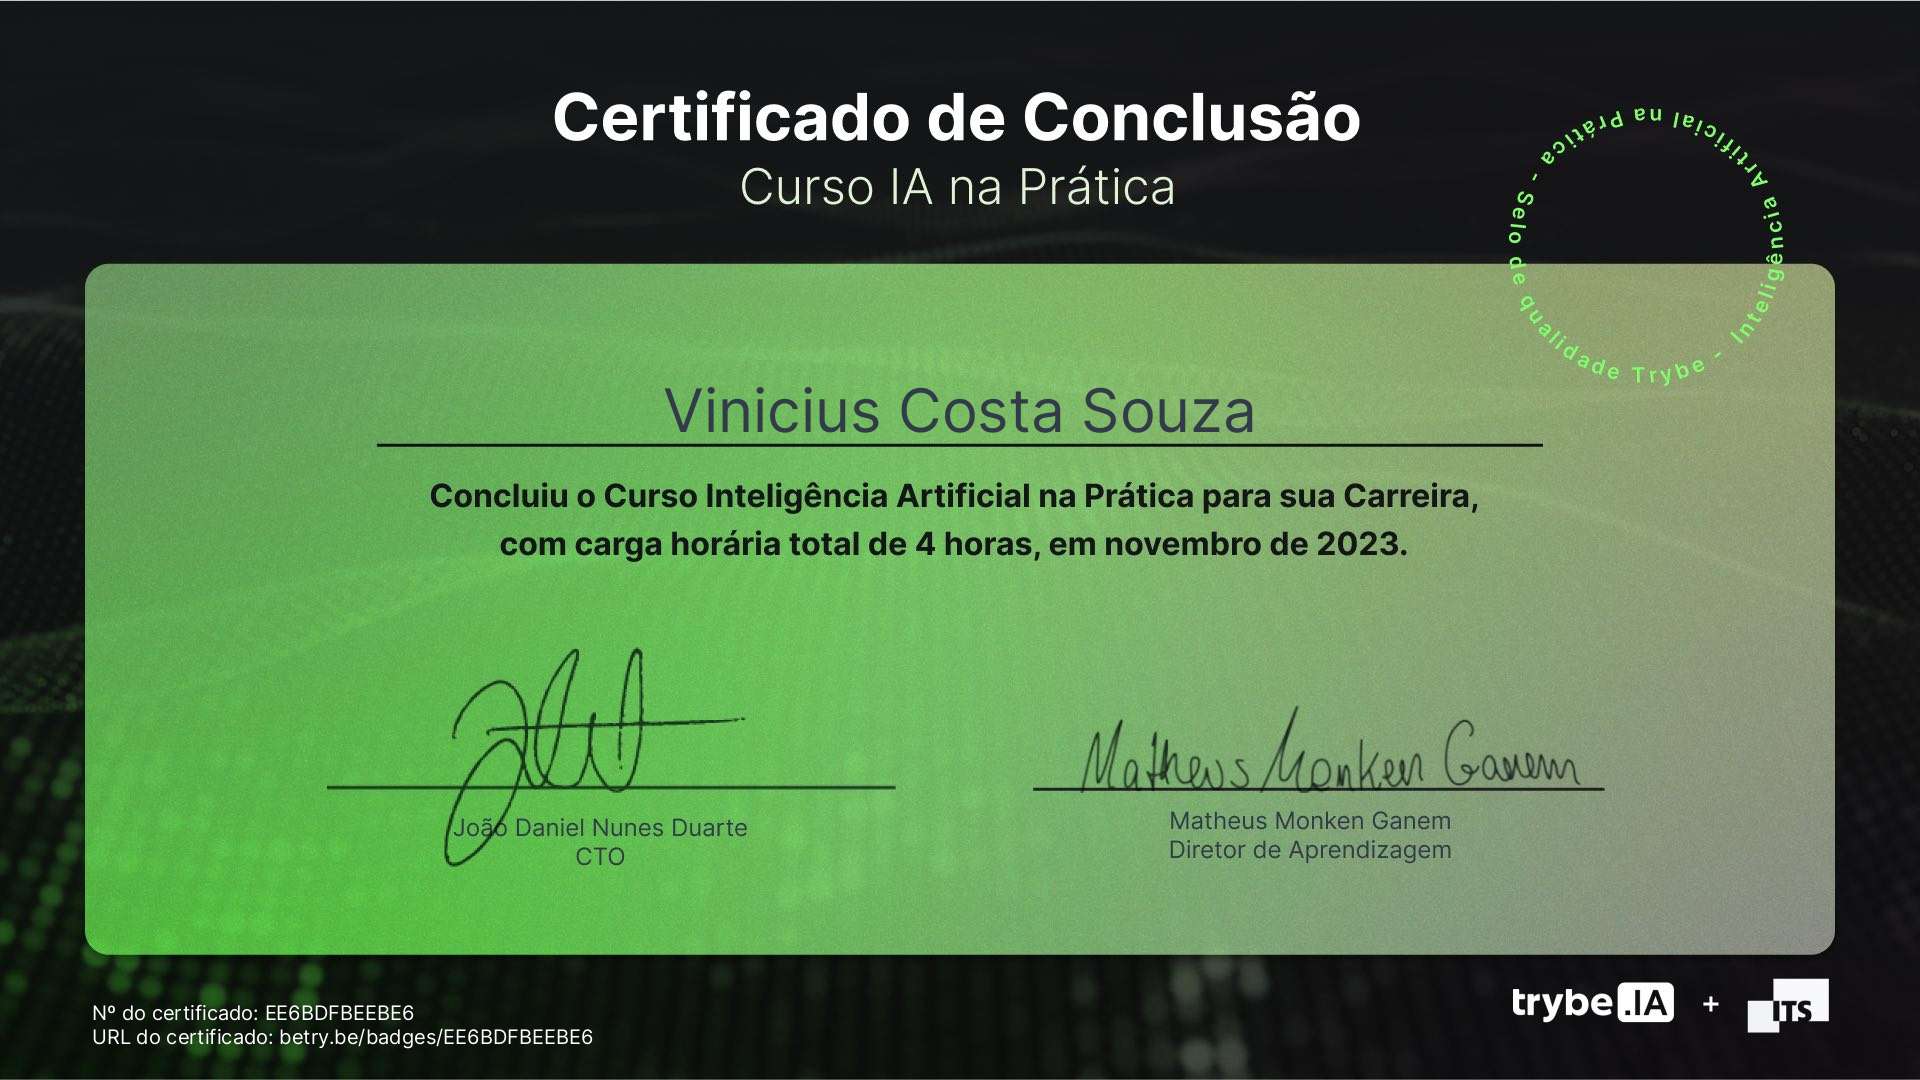 Certificado de Conclusão
Curso IA na Prática
Selo de qualidade Trybe - Inteligência Artificial na Prática -
Vinicius Costa Souza
Concluiu o Curso Inteligência Artificial na Prática para sua Carreira,
com carga horária total de 4 horas, em novembro de 2023.
Matheus Monken Ganem
João Daniel Nunes Duarte
CTO
Matheus Monken Ganem
Diretor de Aprendizagem
Nº do certificado: EE6BDFBEEBE6
URL do certificado: betry.be/badges/EE6BDFBEEBE6
trybe.IA + ITS